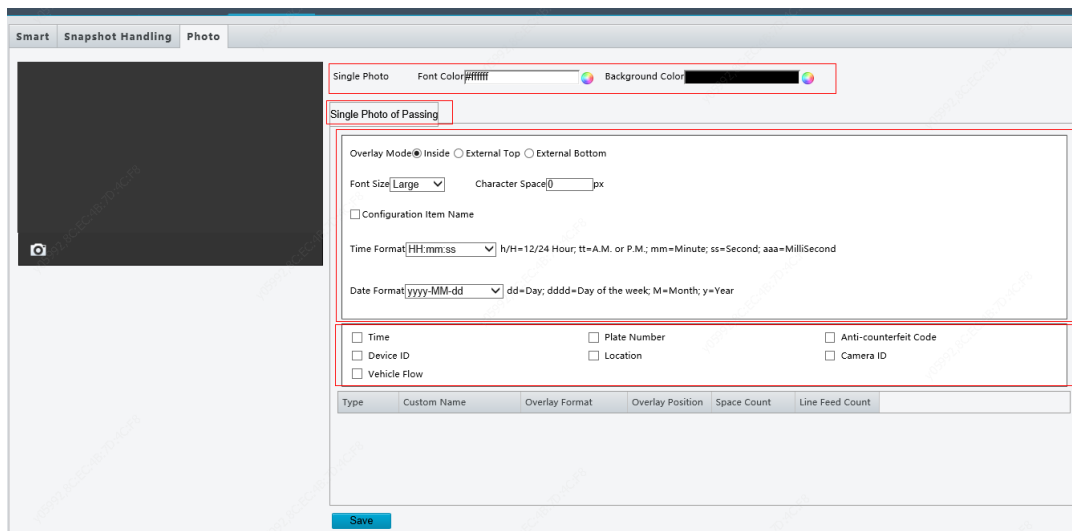 Smart Snapshot Handling Photo
Single Photo Font Color #ffffff Background Color
Single Photo of Passing
Overlay Mode Inside External Top External Bottom
Font Size Large Character Space 0 px
Configuration Item Name
Time Format HH:mm:ss h/H=12/24 Hour; tt=A.M. or P.M.; mm=Minute; ss=Second; aaa=MilliSecond
Date Format yyyy-MM-dd dd=Day; dddd=Day of the week; M=Month; y=Year
Time Plate Number Anti-counterfeit Code
Device ID Location Camera ID
Vehicle Flow
Type Custom Name Overlay Format Overlay Position Space Count Line Feed Count
Save